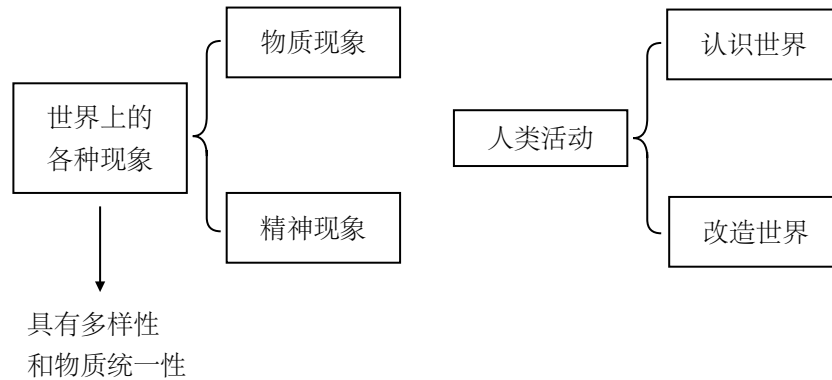 物质现象
世界上的
各种现象
精神现象
具有多样性
和物质统一性
认识世界
人类活动
改造世界